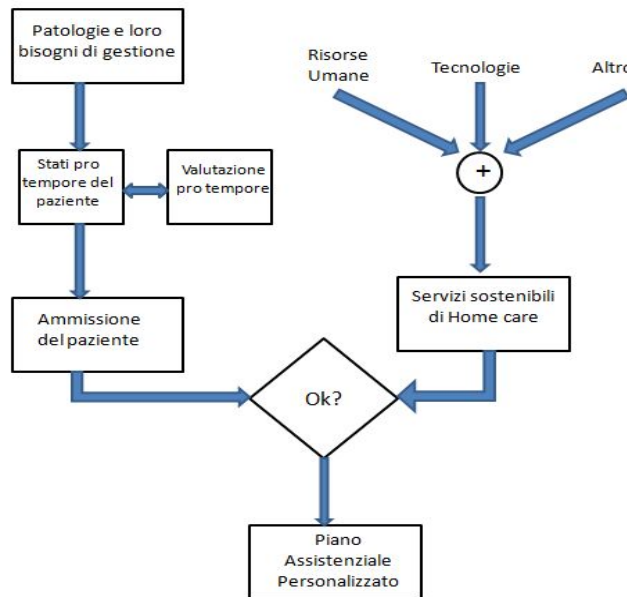 Patologie e loro
bisogni di gestione
Risorse
Umane
Tecnologie
Altro
Stati pro
tempore del
paziente
Valutazione
pro tempore
+
Ammissione
del paziente
Servizi sostenibili
di Home care
Ok?
Piano
Assistenziale
Personalizzato